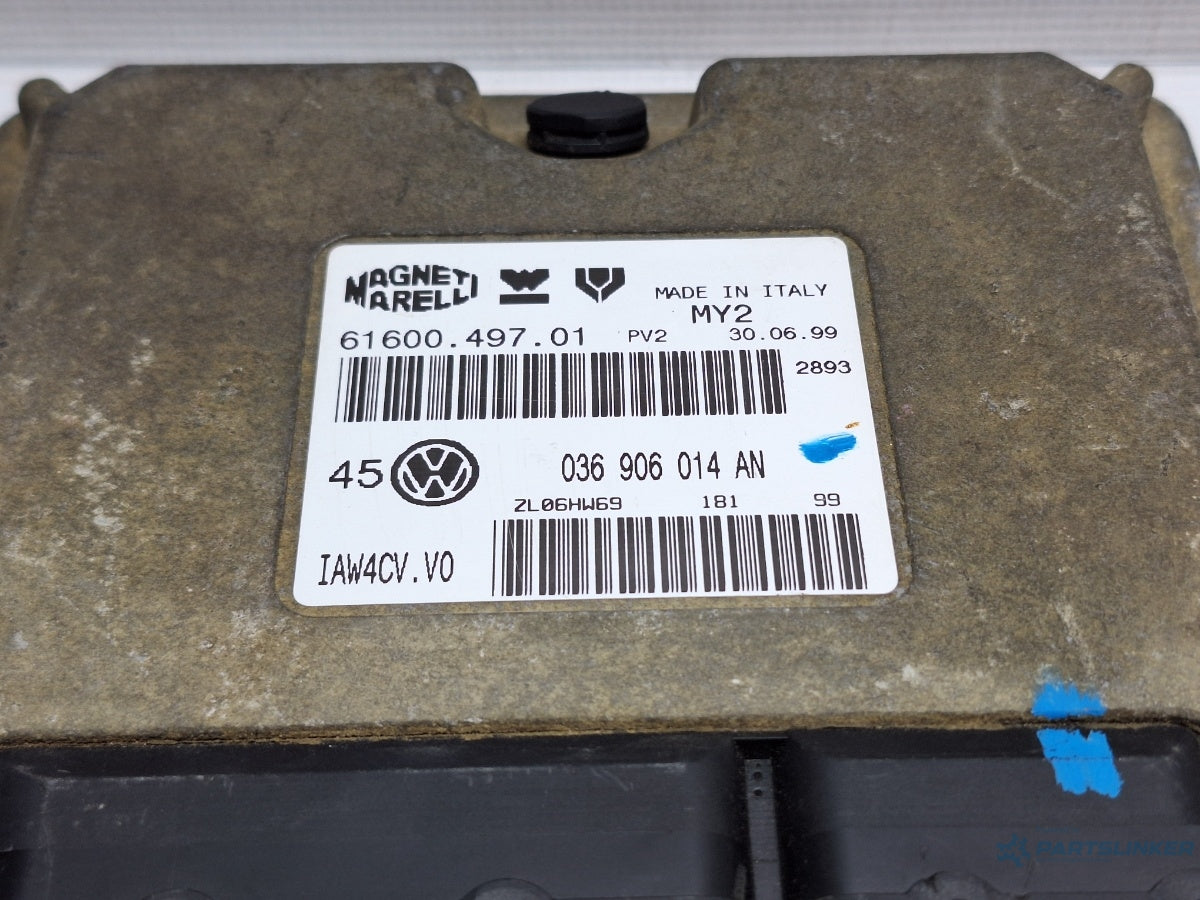 MAGNETI
MARELLI
MADE IN ITALY
MY2
61600.497.01 PV2 30.06.99
2893
45 036 906 014 AN
ZL06HW69 181 99
IAW4CV.V0
PARTSLINKER